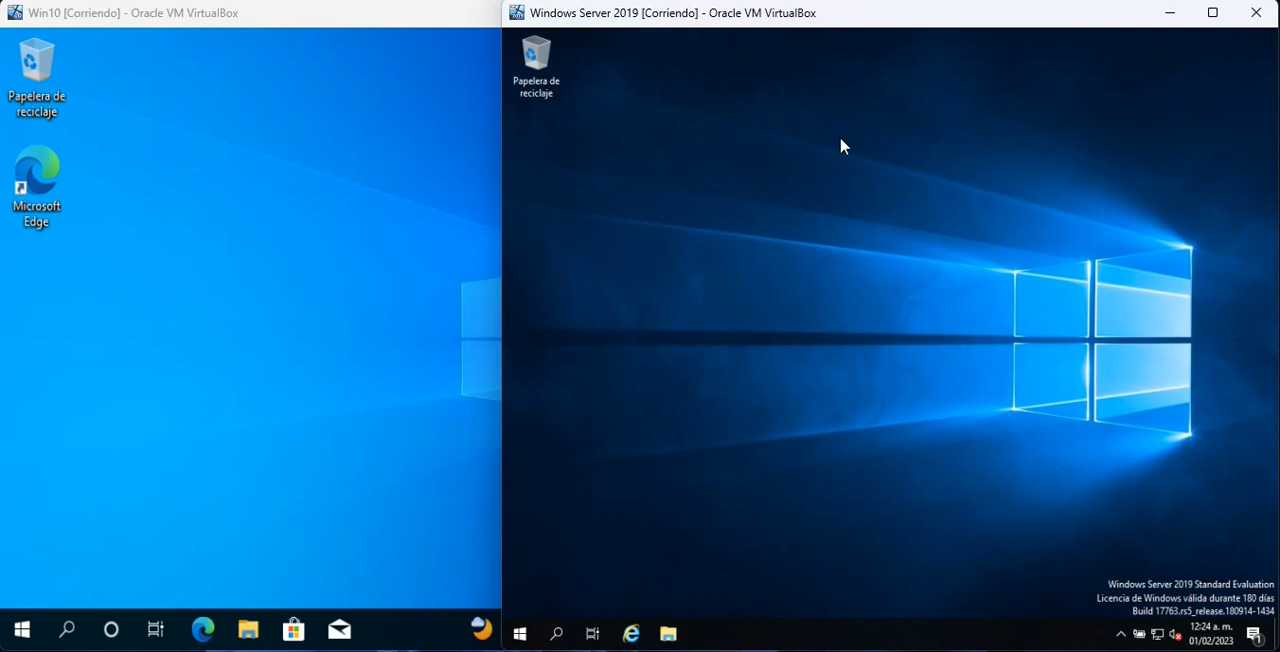 Win10 [Corriendo] - Oracle VM VirtualBox
Papelera de
reciclaje
Microsoft
Edge
Windows Server 2019 [Corriendo] - Oracle VM VirtualBox
Papelera de
reciclaje
Windows Server 2019 Standard Evaluation
Licencia de Windows válida durante 180 días
Build 17763.rs5_release.180914-1434
12:24 a. m.
01/02/2023
1